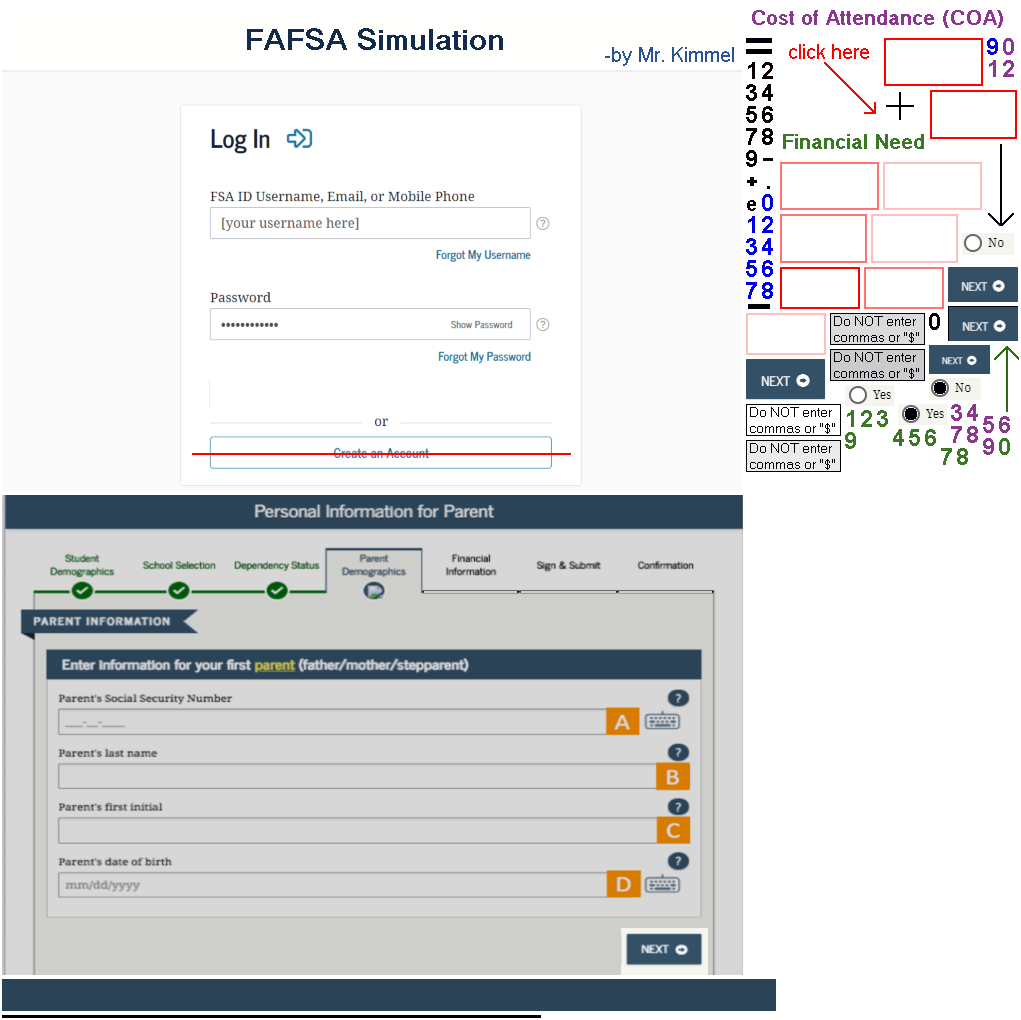 FAFSA Simulation
-by Mr. Kimmel
Log In
FSA ID Username, Email, or Mobile Phone
[your username here]
?
Forgot My Username
Password
••••••••••••
Show Password
?
Forgot My Password
or
Create an Account
Cost of Attendance (COA)
click here
90
12
+
=
12
34
56
78
9-
+.
e0
12
34
56
78
-
Financial Need
No
NEXT
NEXT
Do NOT enter
commas or "$"
0
Do NOT enter
commas or "$"
NEXT
NEXT
Yes
No
Do NOT enter
commas or "$"
Yes
123
9
456
78
34
78
56
90
Do NOT enter
commas or "$"
Personal Information for Parent
Student
Demographics
School Selection
Dependency Status
Parent
Demographics
Financial
Information
Sign & Submit
Confirmation
PARENT INFORMATION
Enter information for your first parent (father/mother/stepparent)
Parent's Social Security Number
?
___-__-____
A
Parent's last name
?
B
Parent's first initial
?
C
Parent's date of birth
?
mm/dd/yyyy
D
NEXT